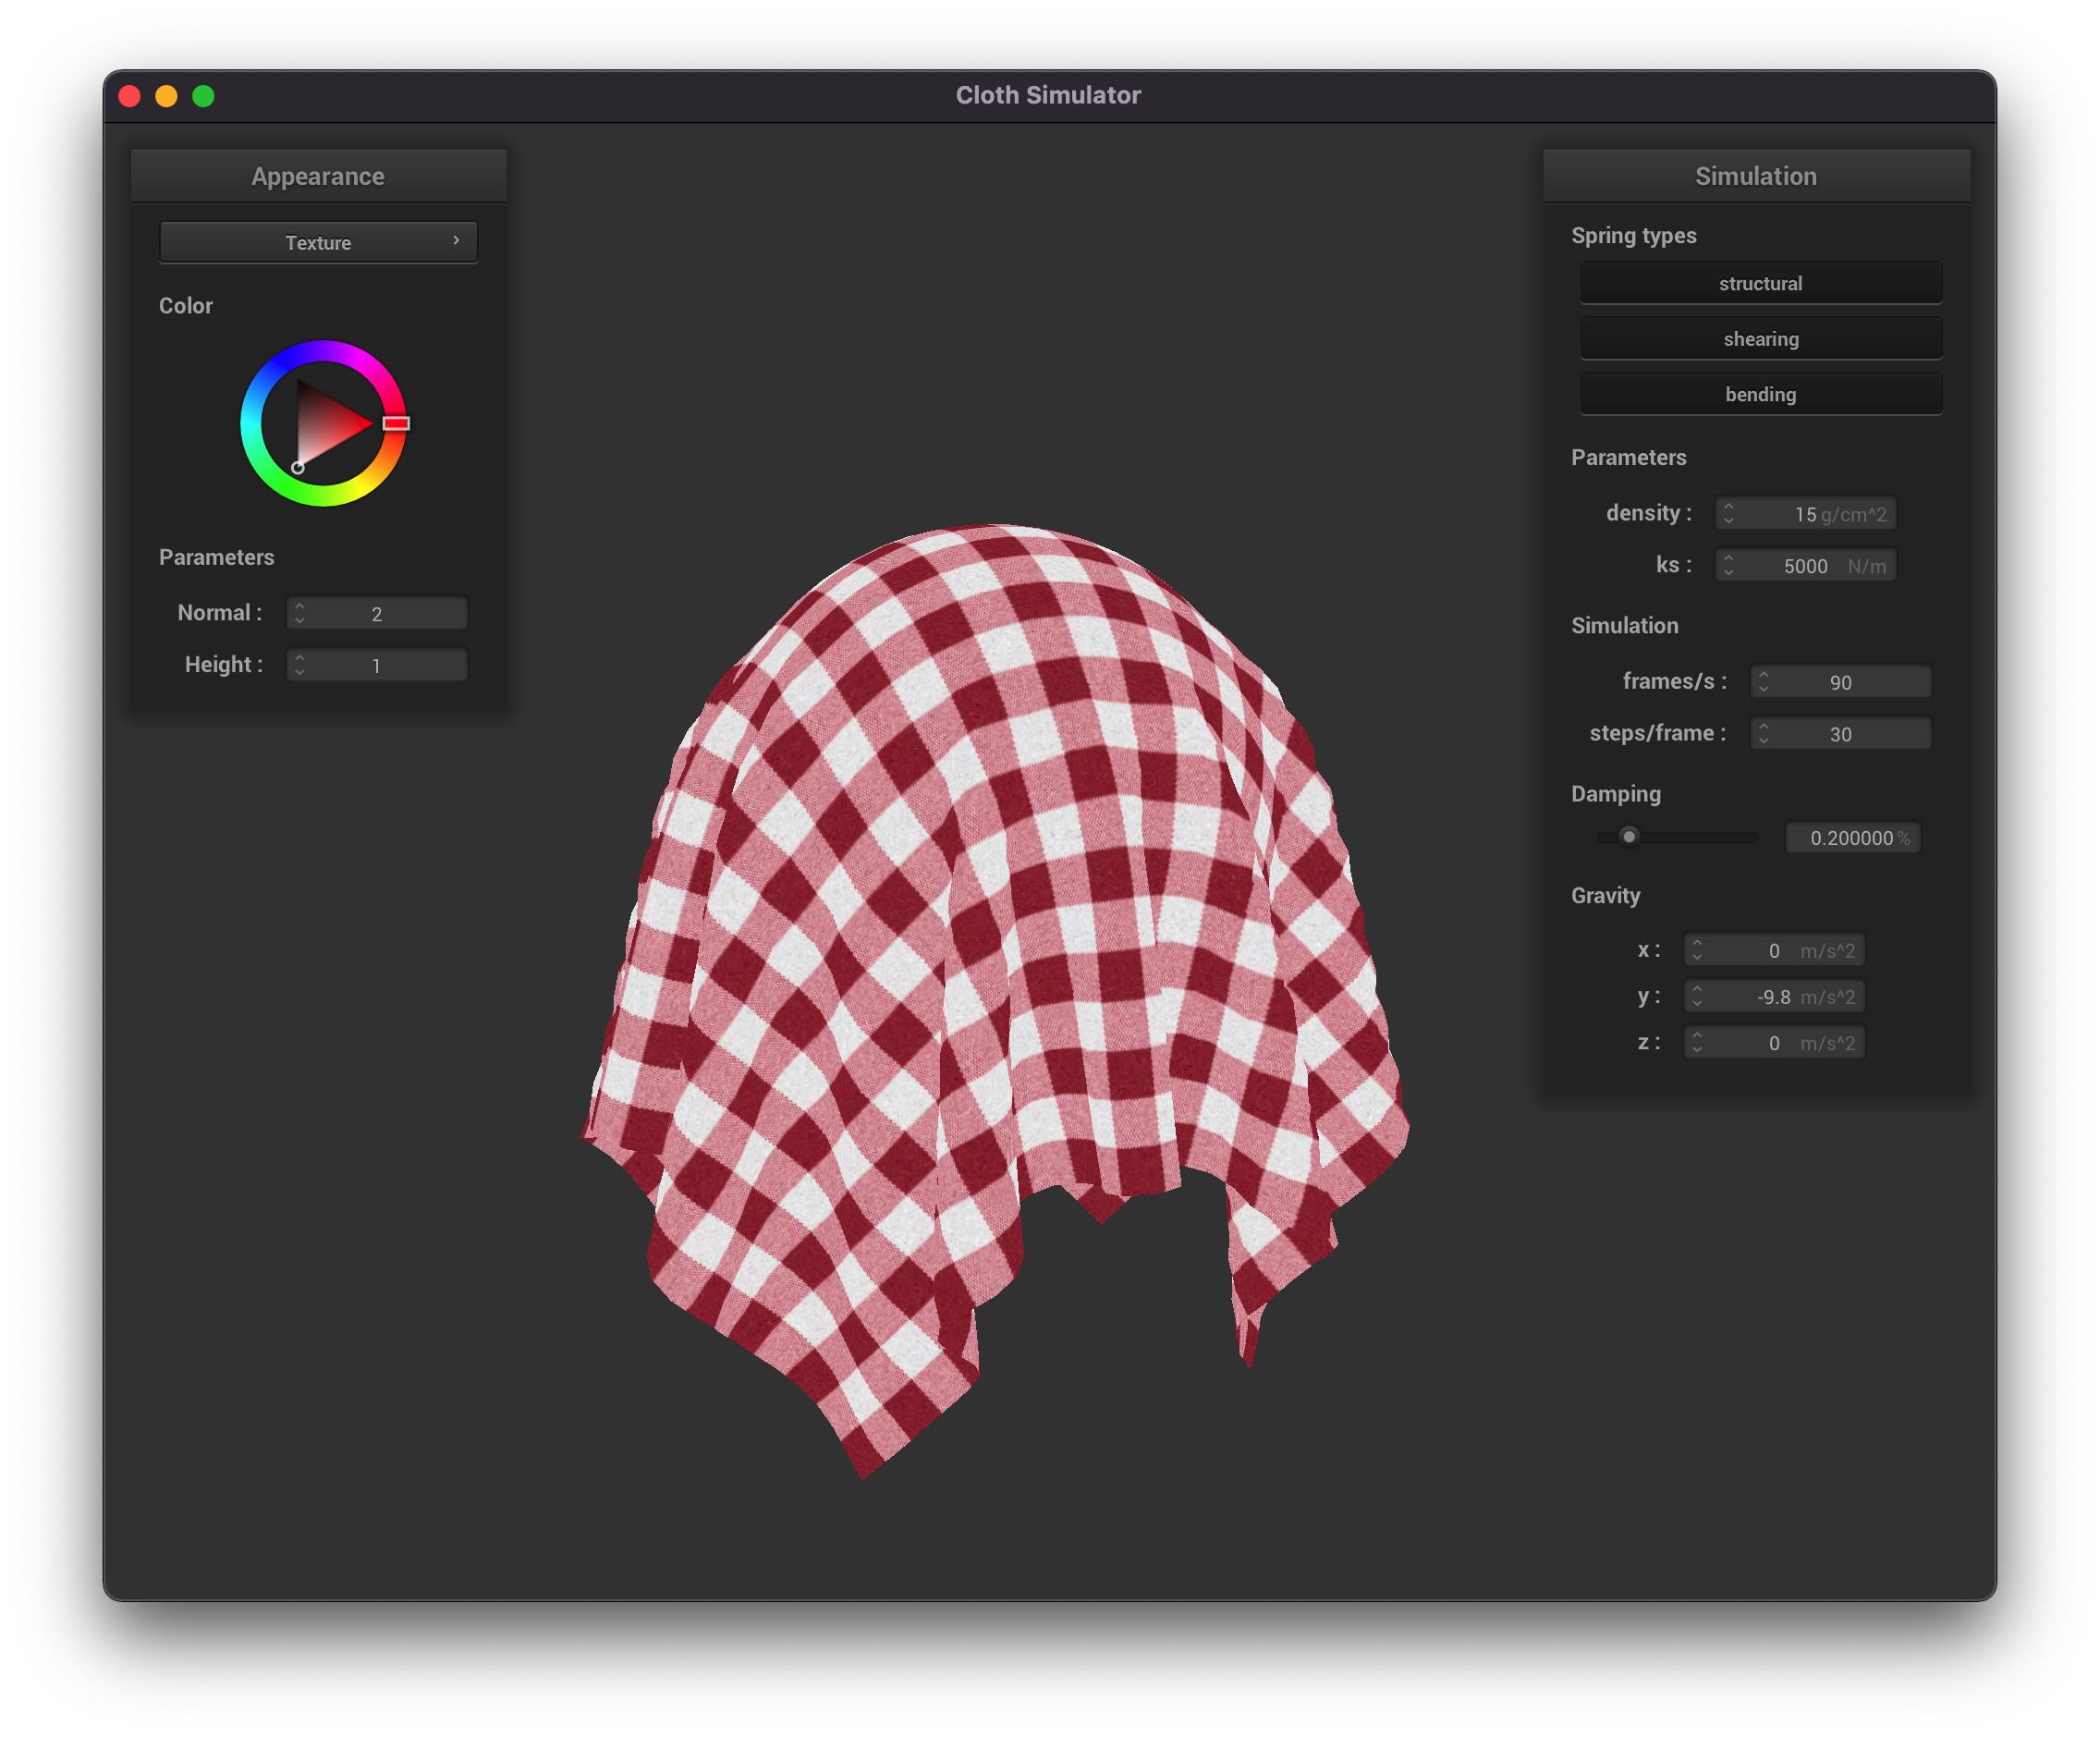 Cloth Simulator
Appearance
Texture
Color
Parameters
Normal : 2
Height : 1
Simulation
Spring types
structural
shearing
bending
Parameters
density : 15 g/cm^2
ks : 5000 N/m
Simulation
frames/s : 90
steps/frame : 30
Damping
0.200000 %
Gravity
x : 0 m/s^2
y : -9.8 m/s^2
z : 0 m/s^2